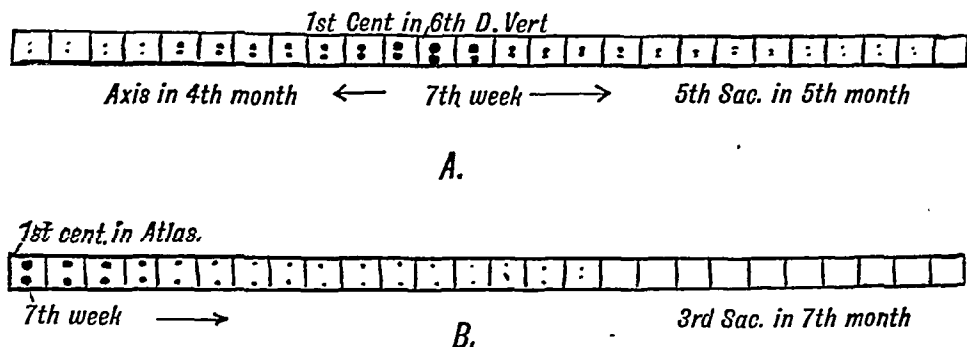 1st Cent in 6th D. Vert
Axis in 4th month ← 7th week → 5th Sac. in 5th month
A.
1st cent. in Atlas.
7th week → 3rd Sac. in 7th month
B.